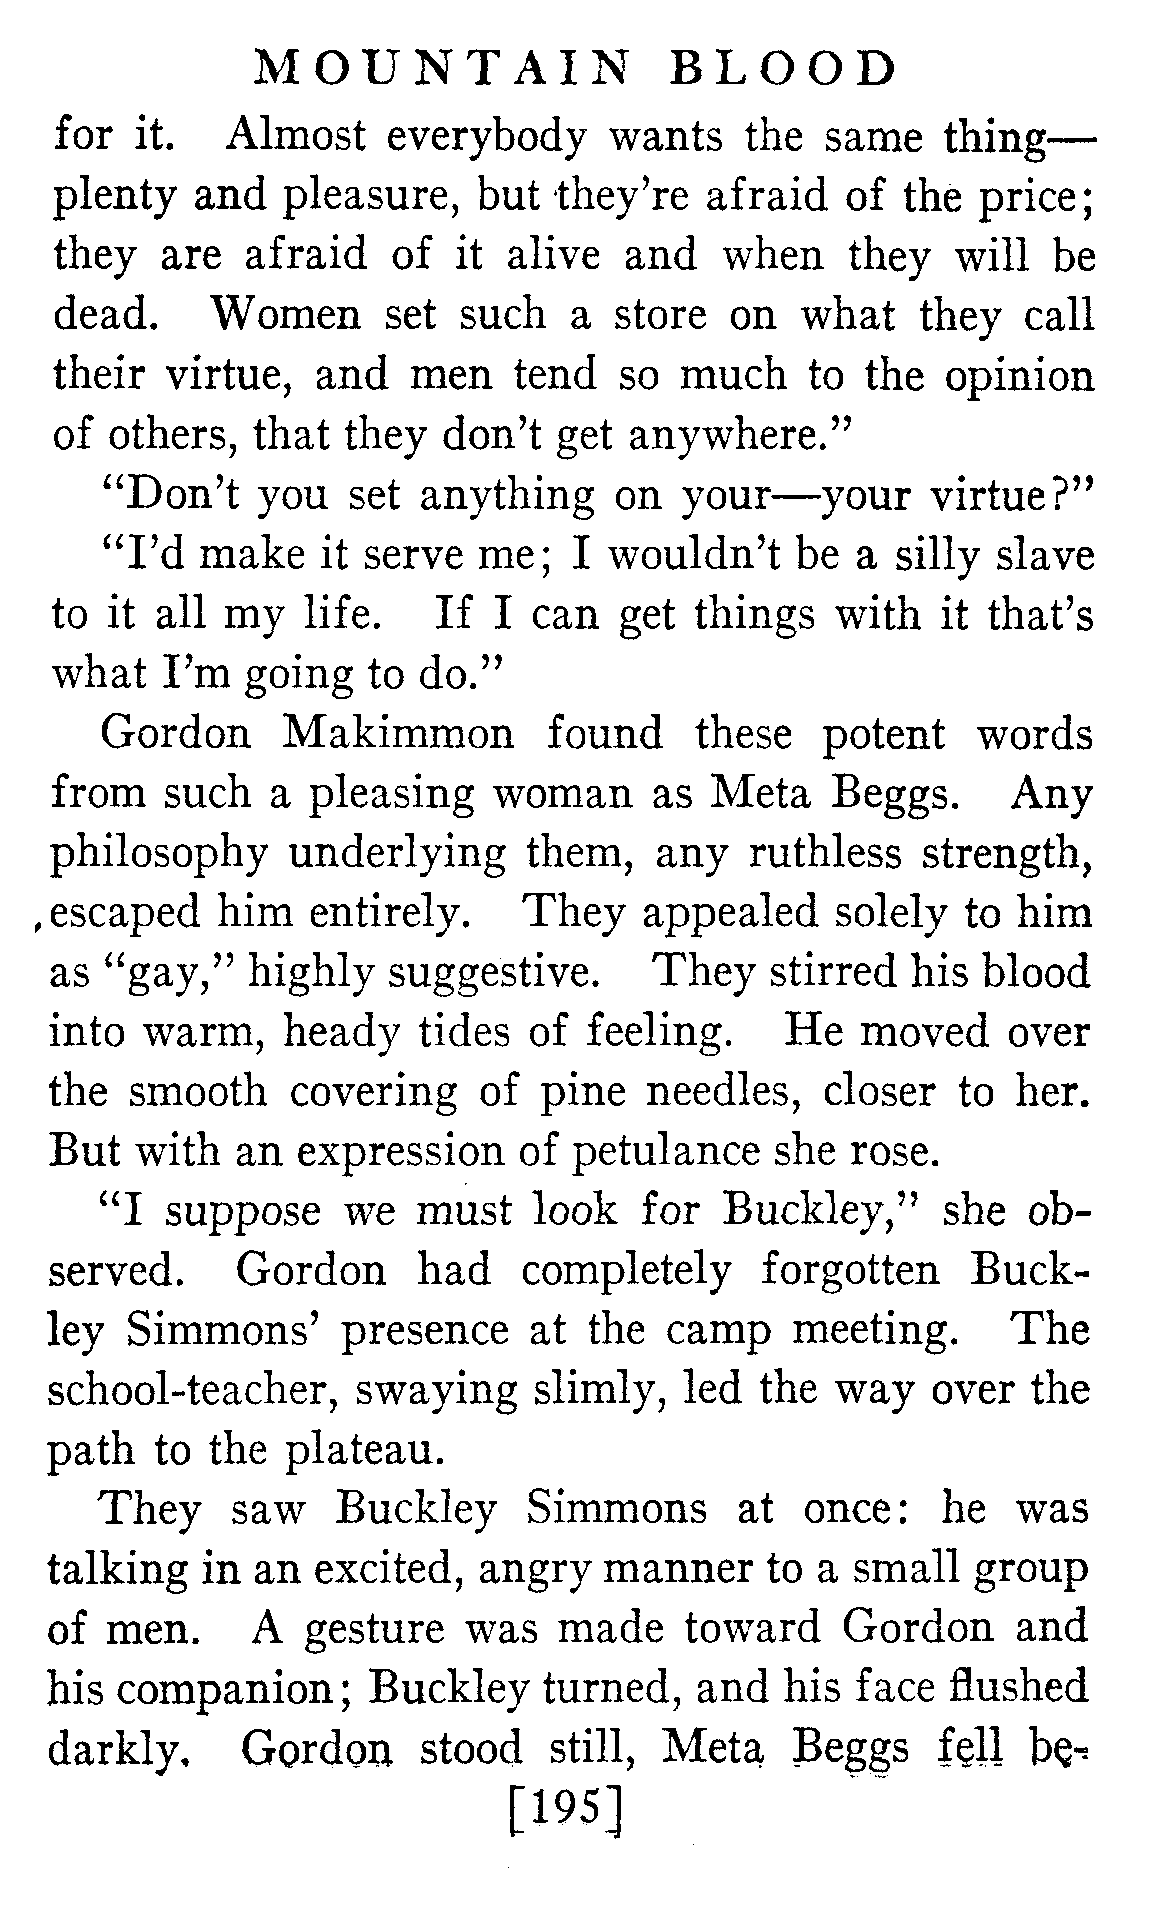 MOUNTAIN BLOOD
for it. Almost everybody wants the same thing—
plenty and pleasure, but they're afraid of the price;
they are afraid of it alive and when they will be
dead. Women set such a store on what they call
their virtue, and men tend so much to the opinion
of others, that they don't get anywhere."
"Don't you set anything on your—your virtue?"
"I'd make it serve me; I wouldn't be a silly slave
to it all my life. If I can get things with it that's
what I'm going to do."
Gordon Makimmon found these potent words
from such a pleasing woman as Meta Beggs. Any
philosophy underlying them, any ruthless strength,
escaped him entirely. They appealed solely to him
as "gay," highly suggestive. They stirred his blood
into warm, heady tides of feeling. He moved over
the smooth covering of pine needles, closer to her.
But with an expression of petulance she rose.
"I suppose we must look for Buckley," she ob-
served. Gordon had completely forgotten Buck-
ley Simmons' presence at the camp meeting. The
school-teacher, swaying slimly, led the way over the
path to the plateau.
They saw Buckley Simmons at once: he was
talking in an excited, angry manner to a small group
of men. A gesture was made toward Gordon and
his companion; Buckley turned, and his face flushed
darkly. Gordon stood still, Meta Beggs fell be-
[195]